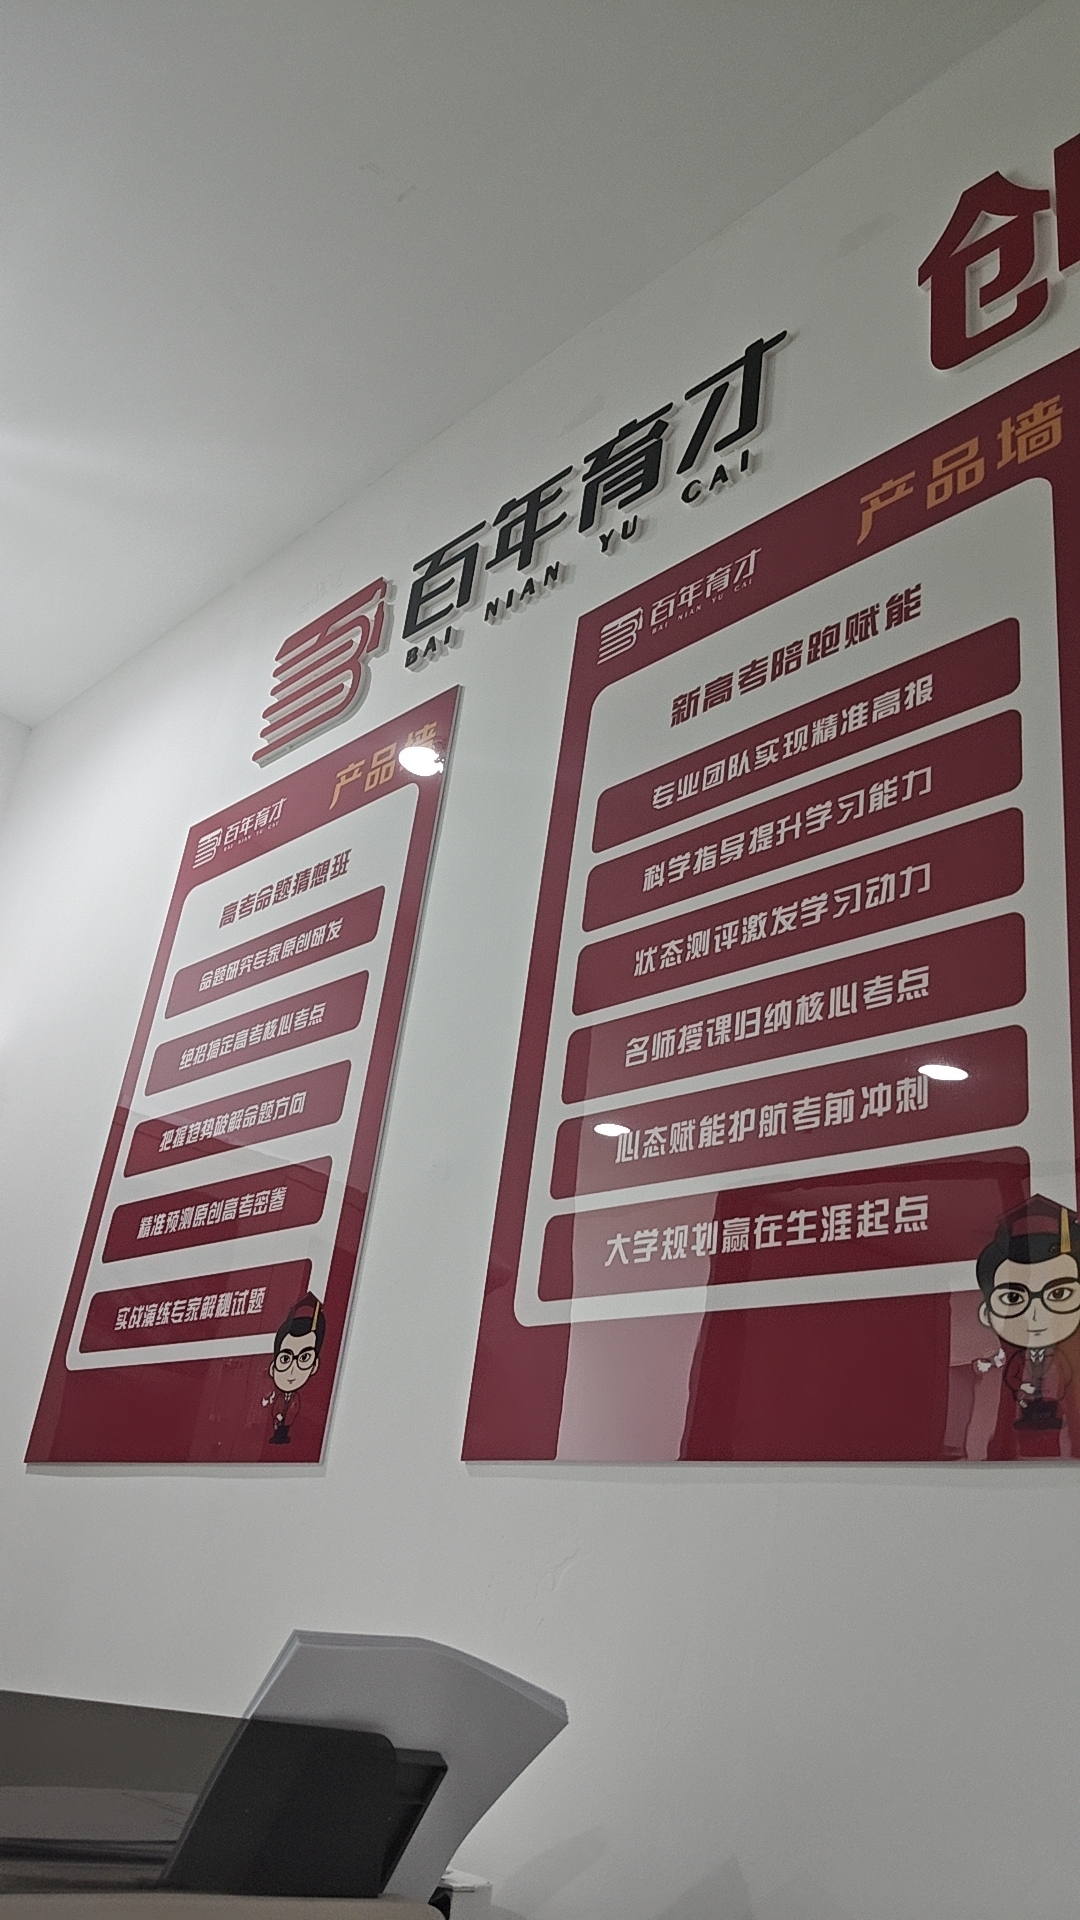 百年育才
BAI NIAN YU CAI
百年育才
BAI NIAN YU CAI
产品墙
高考命题猜想班
命题研究专家原创研发
绝招搞定高考核心考点
把握趋势破解命题方向
精准预测原创高考密卷
实战演练专家解秘试题
创
百年育才
BAI NIAN YU CAI
产品墙
新高考陪跑赋能
专业团队实现精准高报
科学指导提升学习能力
状态测评激发学习动力
名师授课归纳核心考点
心态赋能护航考前冲刺
大学规划赢在生涯起点